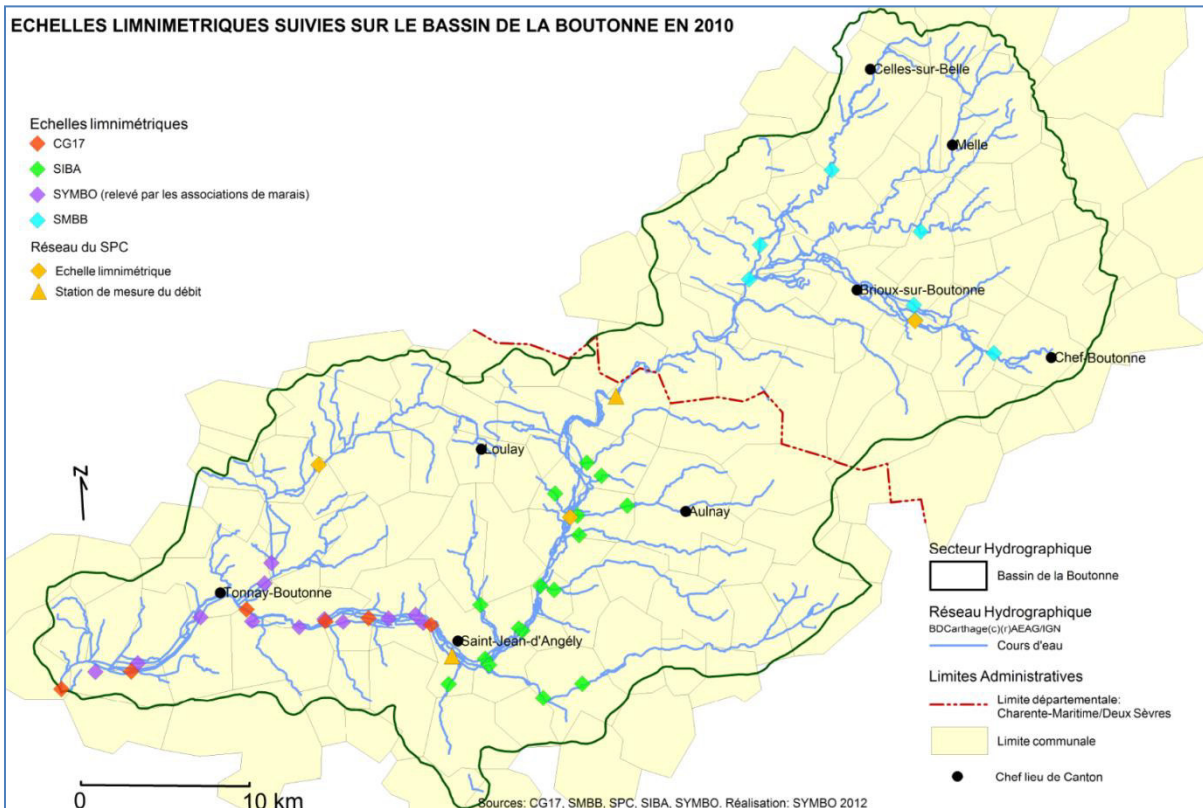 ECHELLES LIMNIMETRIQUES SUIVIES SUR LE BASSIN DE LA BOUTONNE EN 2010
Echelles limnimétriques
CG17
SIBA
SYMBO (relevé par les associations de marais)
SMBB
Réseau du SPC
Echelle limnimétrique
Station de mesure du débit
Celles-sur-Belle
Melle
Brioux-sur-Boutonne
Chef-Boutonne
Loulay
Aulnay
Tonnay-Boutonne
Saint-Jean-d'Angély
N
Secteur Hydrographique
Bassin de la Boutonne
Réseau Hydrographique
BDCarthage(c)(r)AEAG/IGN
Cours d'eau
Limites Administratives
Limite départementale:
Charente-Maritime/Deux Sèvres
Limite communale
Chef lieu de Canton
0 10 km
Sources: CG17, SMBB, SPC, SIBA, SYMBO. Réalisation: SYMBO 2012